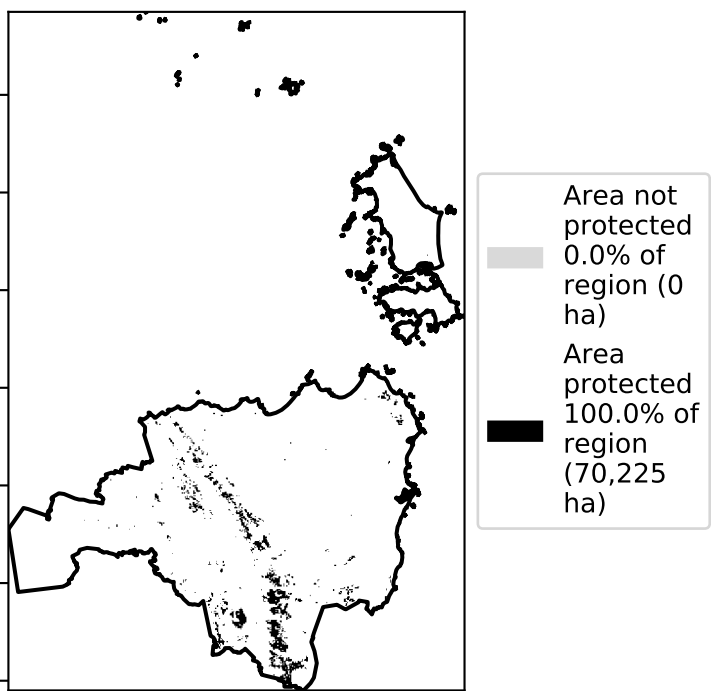 Area not
protected
0.0% of
region (0
ha)
Area
protected
100.0% of
region
(70,225
ha)